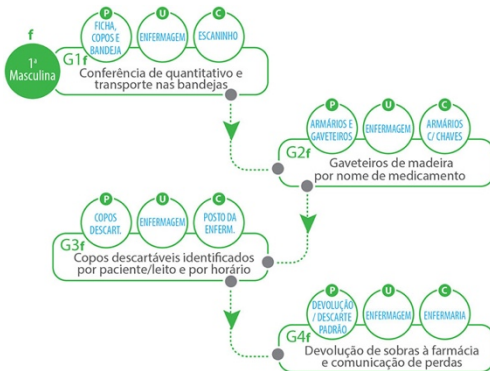 f
1ª
Masculina
P
FICHA,
COPOS E
BANDEJA
U
ENFERMAGEM
C
ESCANINHO
G1f
Conferência de quantitativo e
transporte nas bandejas
P
ARMÁRIOS E
GAVETEIROS
U
ENFERMAGEM
C
ARMÁRIOS
C/ CHAVES
G2f
Gaveteiros de madeira
por nome de medicamento
P
COPOS
DESCART.
U
ENFERMAGEM
C
POSTO DA
ENFERM.
G3f
Copos descartáveis identificados
por paciente/leito e por horário
P
DEVOLUÇÃO
/ DESCARTE
PADRÃO
U
ENFERMAGEM
C
ENFERMARIA
G4f
Devolução de sobras à farmácia
e comunicação de perdas